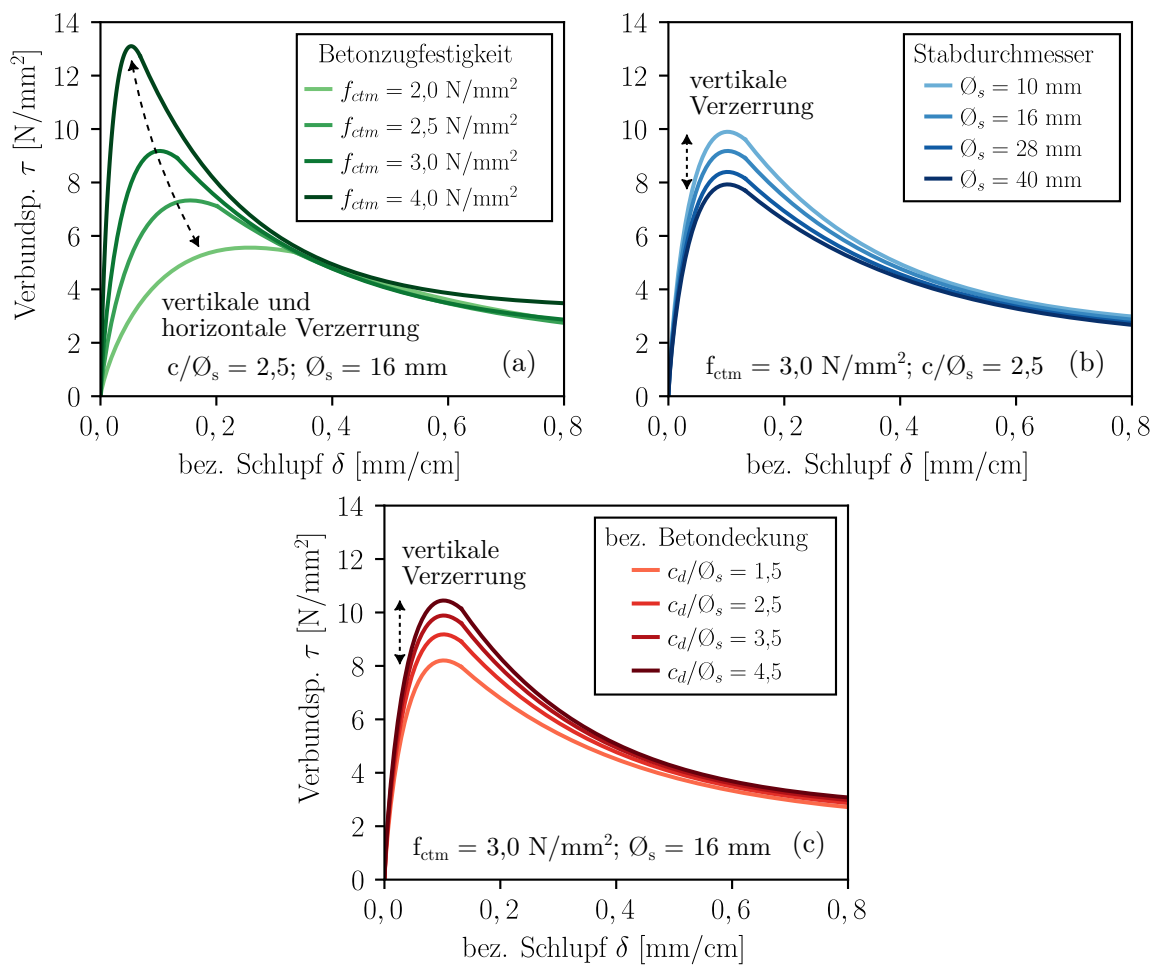 Verbundsp. τ [N/mm²]
14
12
10
8
6
4
2
0
Betonzugfestigkeit
f_ctm = 2,0 N/mm²
f_ctm = 2,5 N/mm²
f_ctm = 3,0 N/mm²
f_ctm = 4,0 N/mm²
vertikale und
horizontale Verzerrung
c/Ø_s = 2,5; Ø_s = 16 mm
(a)
0,0 0,2 0,4 0,6 0,8
bez. Schlupf δ [mm/cm]
14
12
10
8
6
4
2
0
vertikale
Verzerrung
Stabdurchmesser
Ø_s = 10 mm
Ø_s = 16 mm
Ø_s = 28 mm
Ø_s = 40 mm
f_ctm = 3,0 N/mm²; c/Ø_s = 2,5
(b)
0,0 0,2 0,4 0,6 0,8
bez. Schlupf δ [mm/cm]
Verbundsp. τ [N/mm²]
14
12
10
8
6
4
2
0
vertikale
Verzerrung
bez. Betondeckung
c_d/Ø_s = 1,5
c_d/Ø_s = 2,5
c_d/Ø_s = 3,5
c_d/Ø_s = 4,5
f_ctm = 3,0 N/mm²; Ø_s = 16 mm
(c)
0,0 0,2 0,4 0,6 0,8
bez. Schlupf δ [mm/cm]